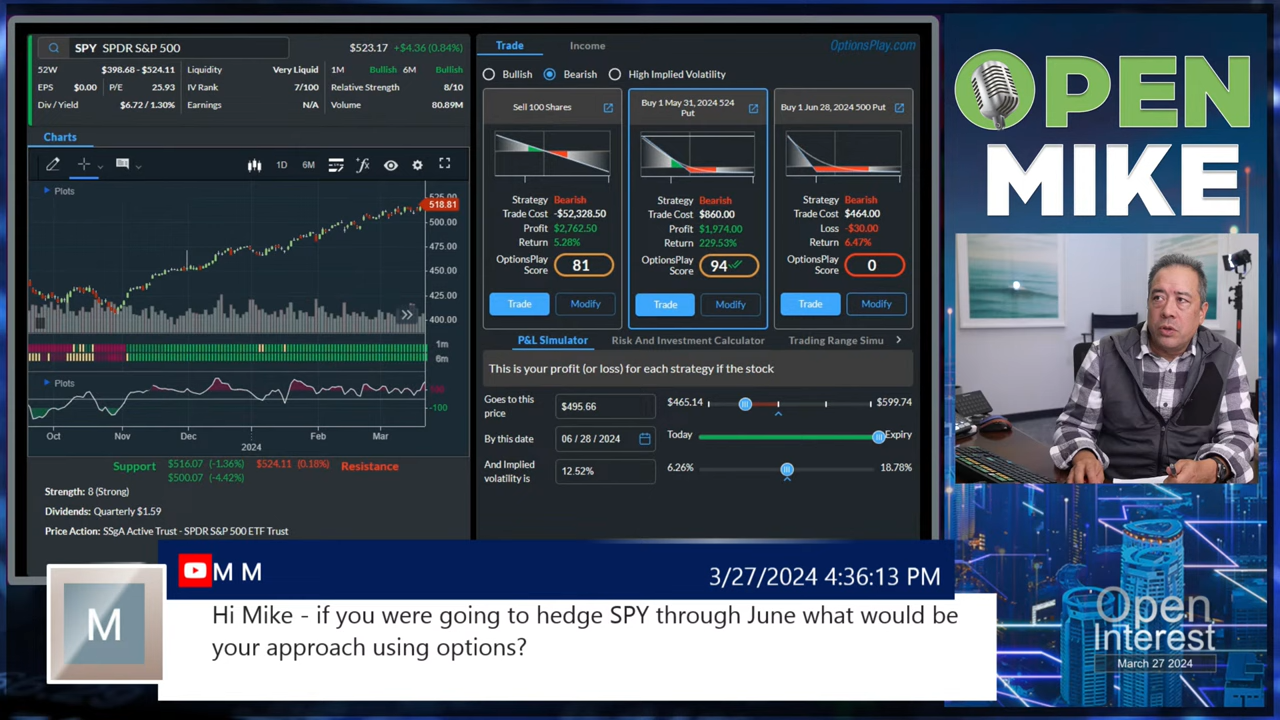 SPY SPDR S&P 500
$523.17 +$4.36 (0.84%)
52W $398.68 - $524.11 Liquidity Very Liquid 1M Bullish 6M Bullish
EPS $0.00 P/E 25.93 IV Rank 7/100 Relative Strength 8/10
Div / Yield $6.72 / 1.30% Earnings N/A Volume 80.89M
Charts
1D 6M
Plots
525.00
518.81
500.00
475.00
450.00
425.00
400.00
1m
6m
Plots
100
-100
Oct Nov Dec Feb Mar
2024
Support $516.07 (-1.36%) $524.11 (0.18%) Resistance
$500.07 (-4.42%)
Strength: 8 (Strong)
Dividends: Quarterly $1.59
Price Action: SSgA Active Trust - SPDR S&P 500 ETF Trust
Trade Income OptionsPlay.com
Bullish Bearish High Implied Volatility
Sell 100 Shares
Strategy Bearish
Trade Cost -$52,328.50
Profit $2,762.50
Return 5.28%
OptionsPlay
Score 81
Trade Modify
Buy 1 May 31, 2024 524
Put
Strategy Bearish
Trade Cost $860.00
Profit $1,974.00
Return 229.53%
OptionsPlay
Score 94
Trade Modify
Buy 1 Jun 28, 2024 500 Put
Strategy Bearish
Trade Cost $464.00
Loss -$30.00
Return 6.47%
OptionsPlay
Score 0
Trade Modify
P&L Simulator Risk And Investment Calculator Trading Range Simu
This is your profit (or loss) for each strategy if the stock
Goes to this
price $495.66 $465.14 $599.74
By this date 06 / 28 / 2024 Today Expiry
And Implied
volatility is 12.52% 6.26% 18.78%
OPEN
MIKE
M M
3/27/2024 4:36:13 PM
M
Hi Mike - if you were going to hedge SPY through June what would be
your approach using options?
Open
Interest
March 27 2024